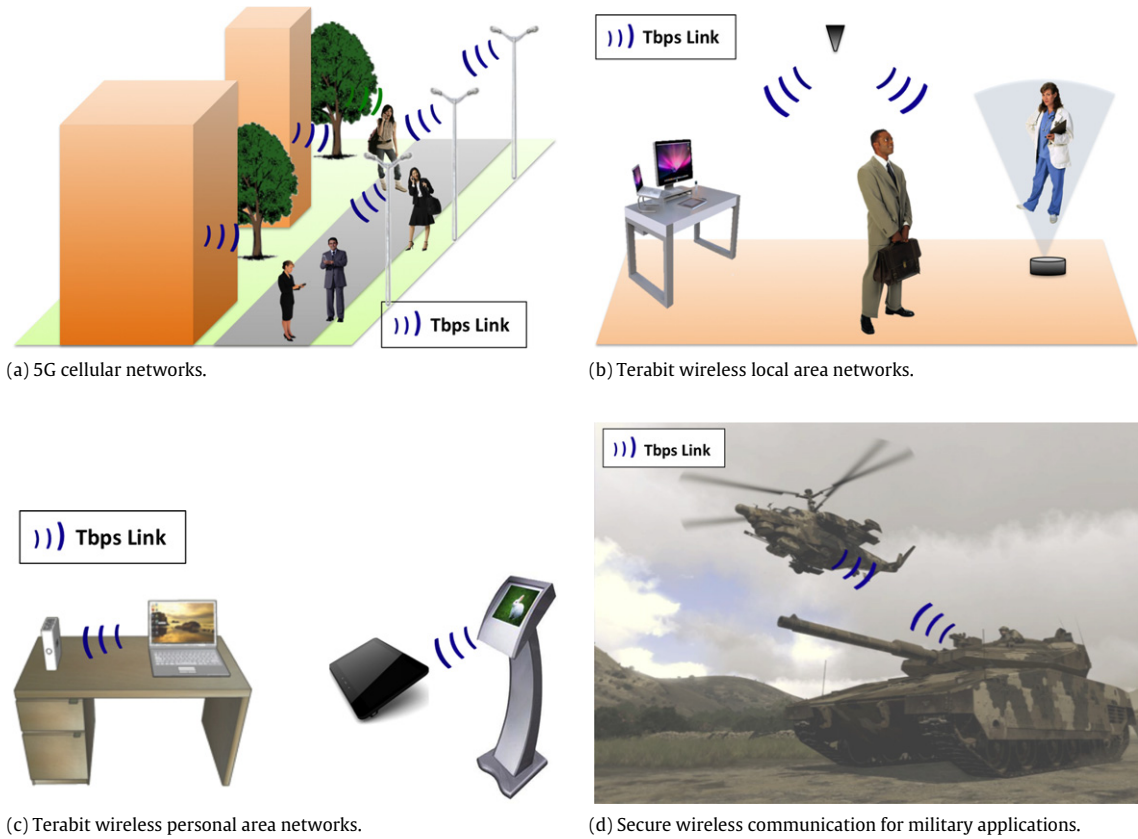 Tbps Link
(a) 5G cellular networks.
Tbps Link
(b) Terabit wireless local area networks.
Tbps Link
(c) Terabit wireless personal area networks.
Tbps Link
(d) Secure wireless communication for military applications.